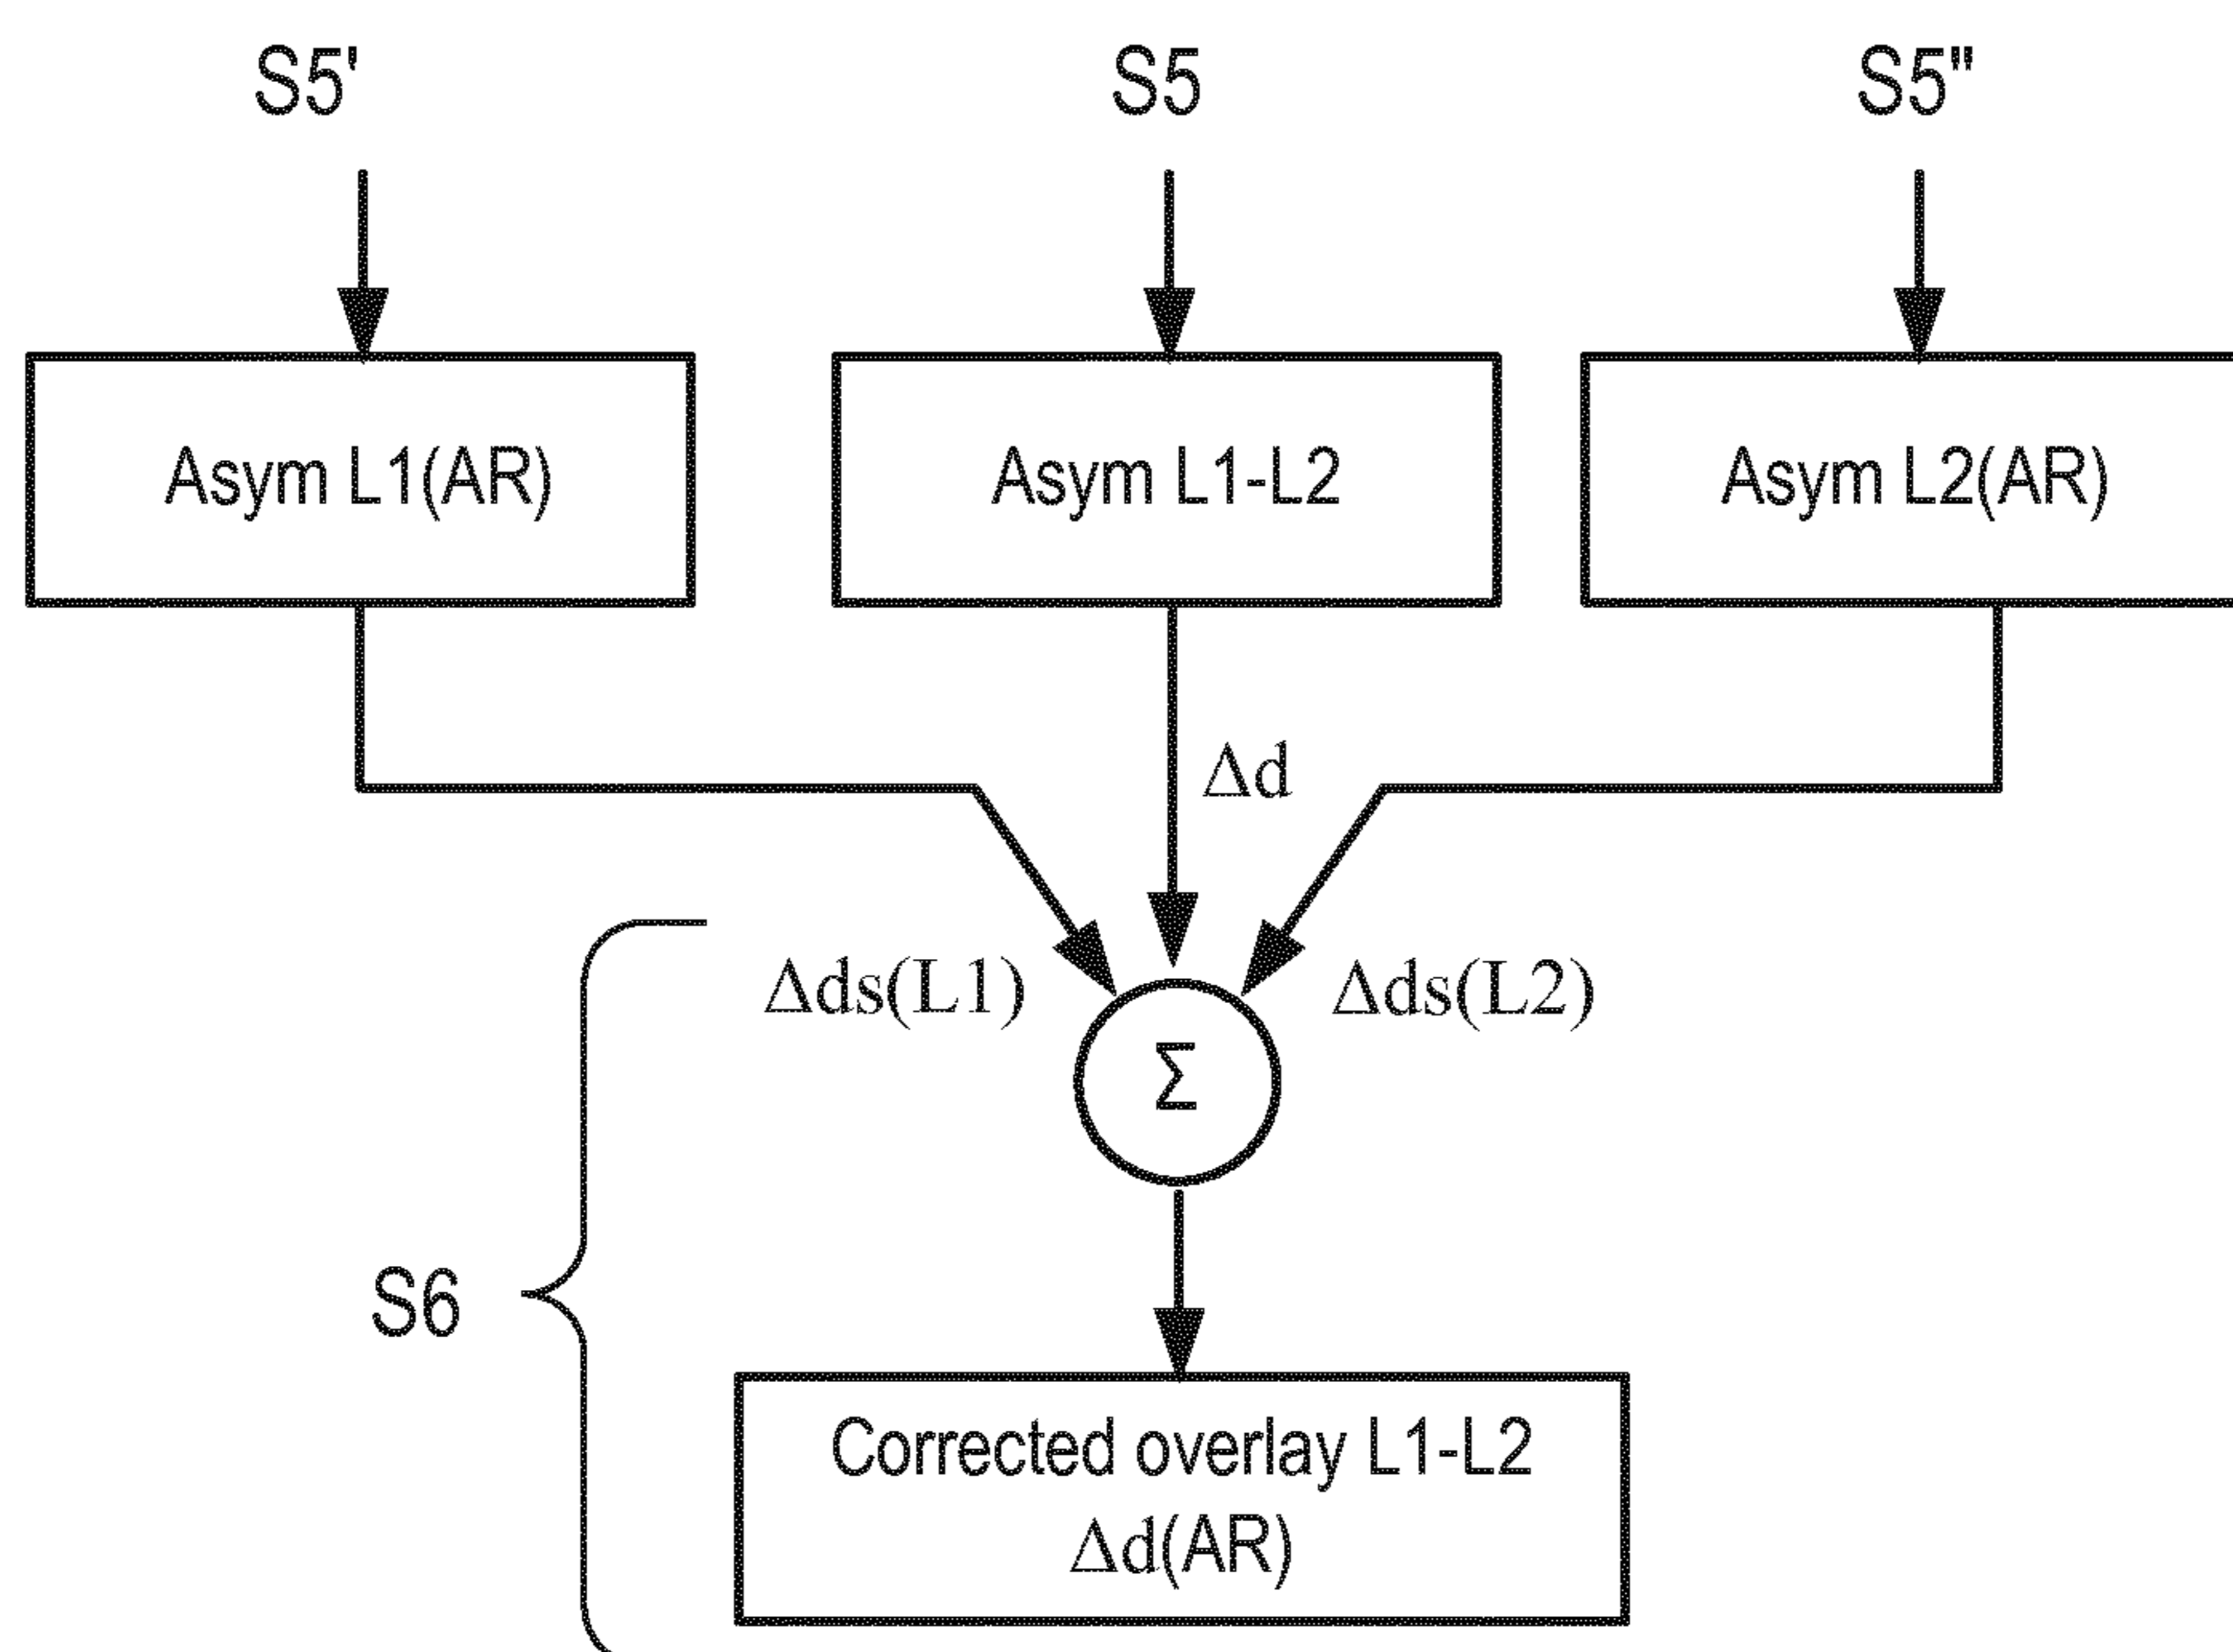 S5'
S5
S5"
Asym L1(AR)
Asym L1-L2
Asym L2(AR)
Δd
Δds(L1)
Δds(L2)
Σ
S6
Corrected overlay L1-L2
Δd(AR)